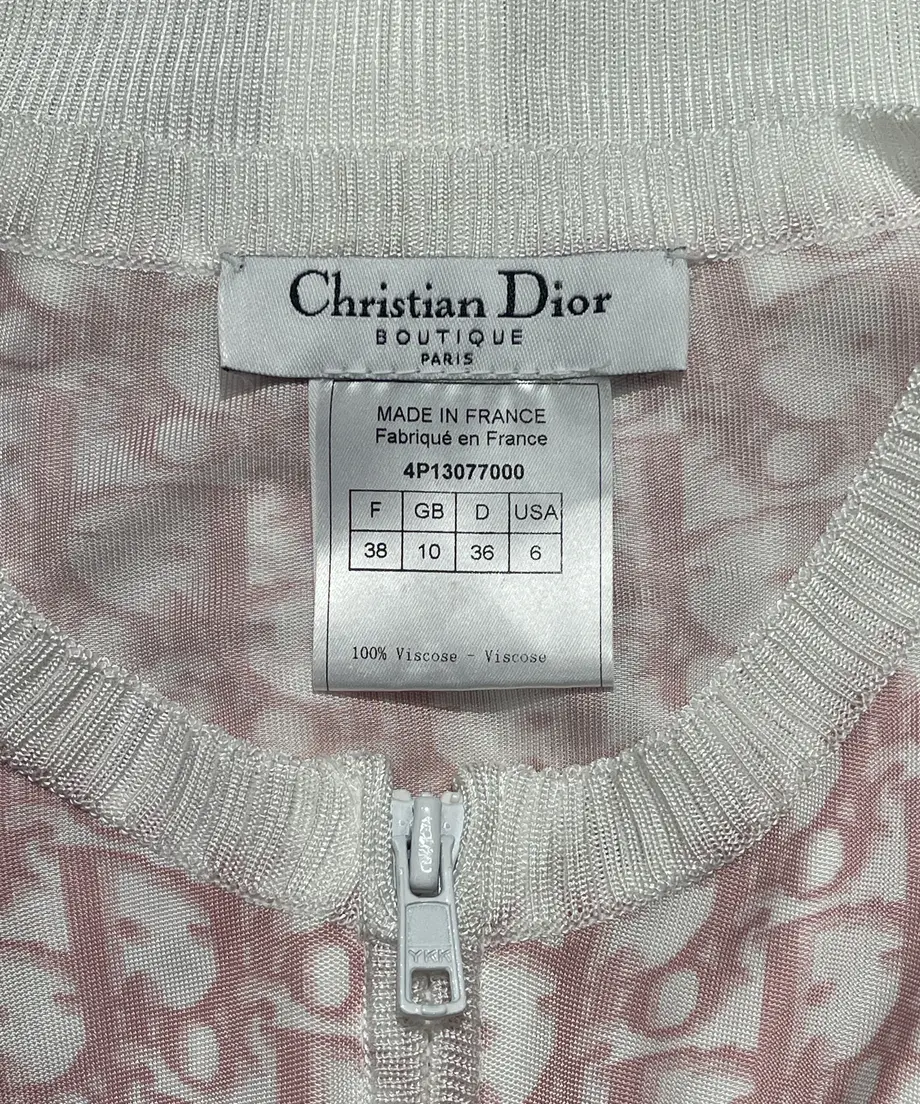 Christian Dior
BOUTIQUE
PARIS
MADE IN FRANCE
Fabriqué en France
4P13077000
F GB D USA
38 10 36 6
100% Viscose - Viscose
YKK